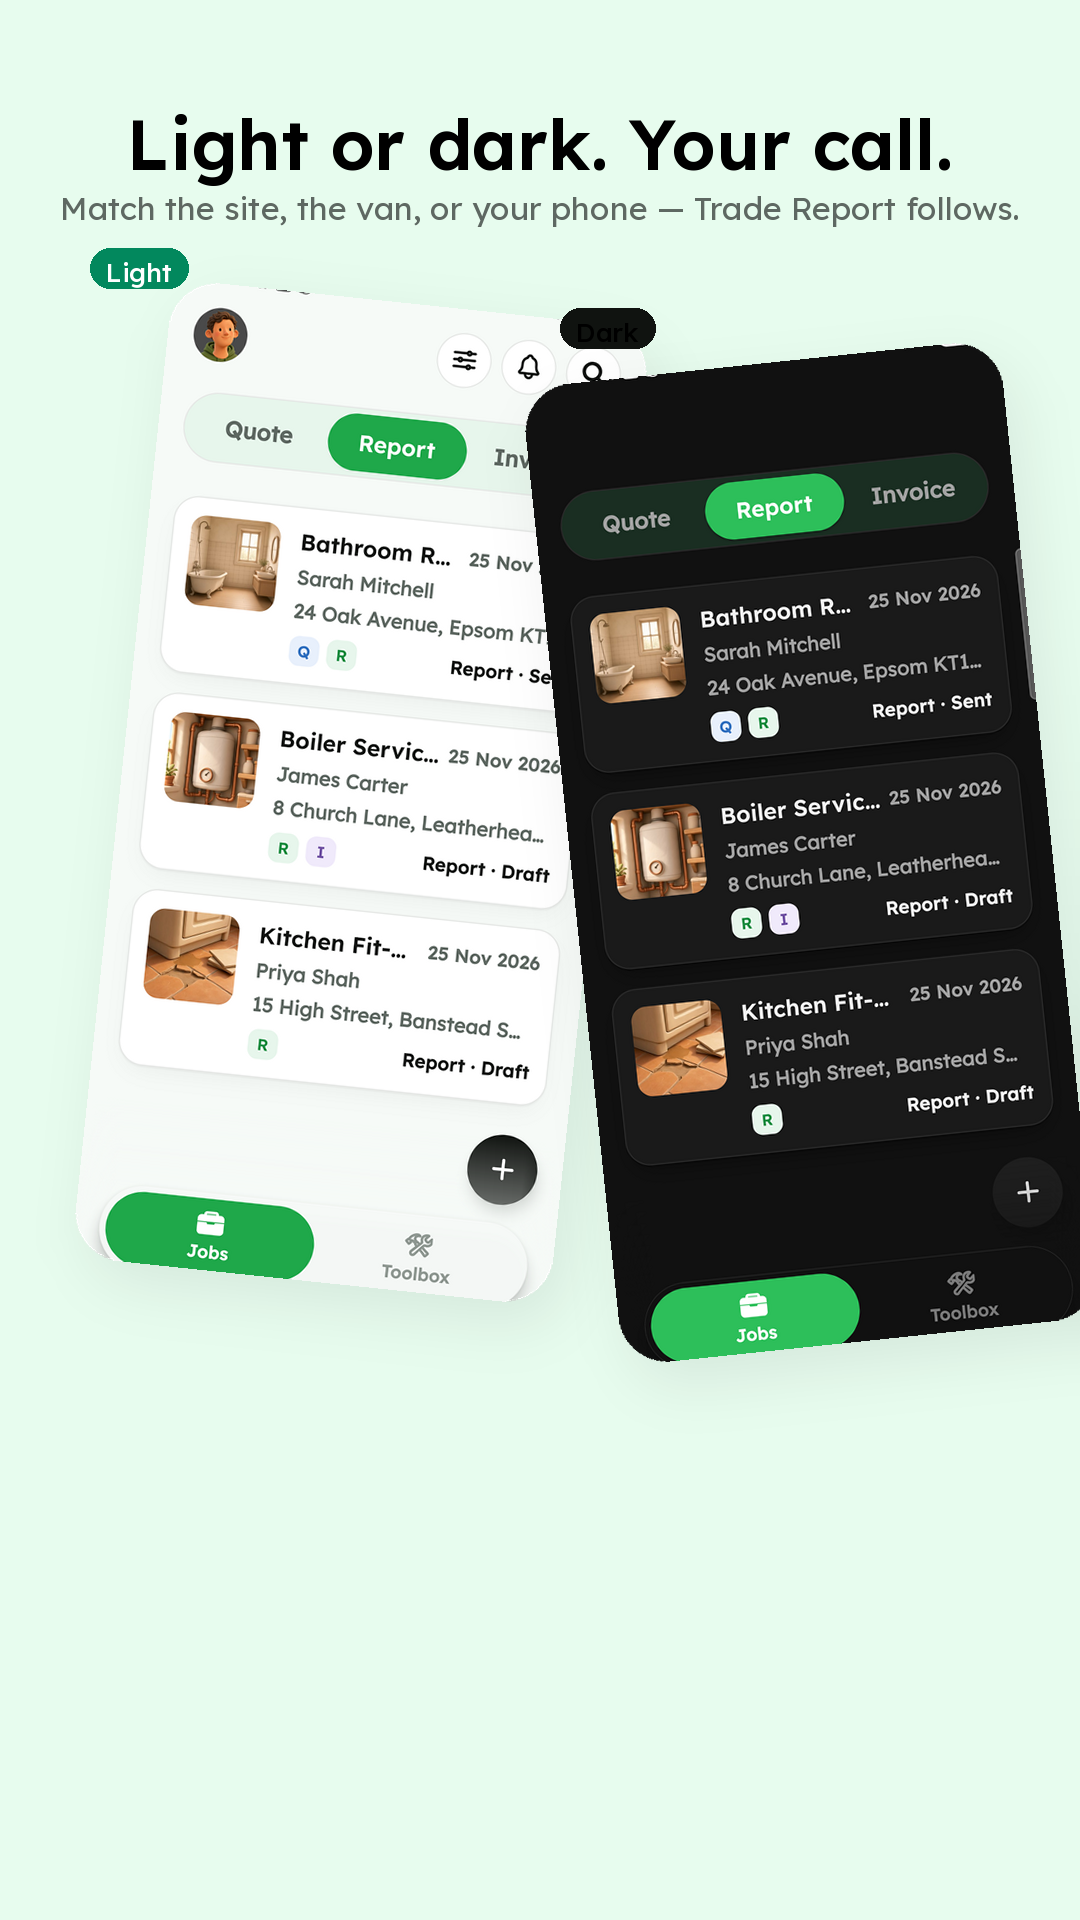 Light or dark. Your call.
Match the site, the van, or your phone — Trade Report follows.
Light
Quote
Report
Bathroom R...
25 Nov
Sarah Mitchell
24 Oak Avenue, Epsom KT
Q
R
Report · Se
Boiler Servic...
25 Nov 2026
James Carter
8 Church Lane, Leatherhea...
R
I
Report · Draft
Kitchen Fit-...
25 Nov 2026
Priya Shah
15 High Street, Banstead S...
R
Report · Draft
Jobs
Toolbox
Dark
Quote
Report
Invoice
Bathroom R...
25 Nov 2026
Sarah Mitchell
24 Oak Avenue, Epsom KT1...
Q
R
Report · Sent
Boiler Servic...
25 Nov 2026
James Carter
8 Church Lane, Leatherhea...
R
I
Report · Draft
Kitchen Fit-...
25 Nov 2026
Priya Shah
15 High Street, Banstead S...
R
Report · Draft
Jobs
Toolbox